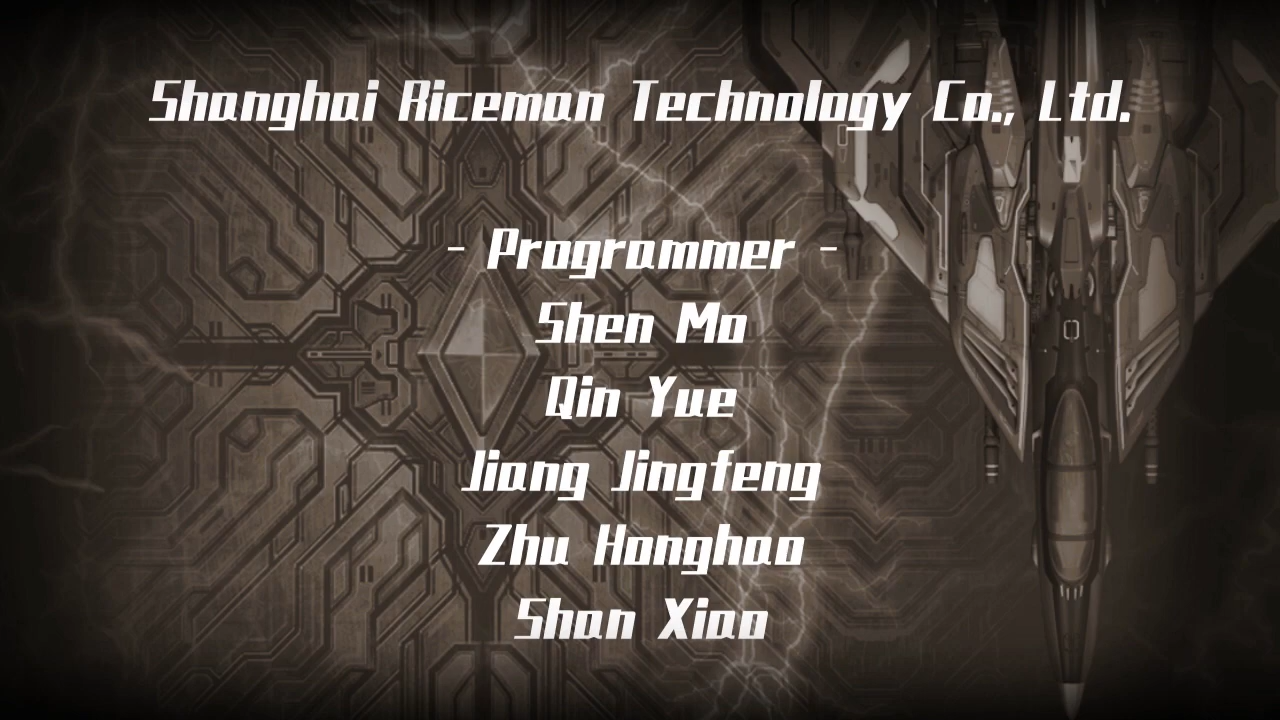 Shanghai Riceman Technology Co., Ltd.
- Programmer -
Shen Mo
Qin Yue
Jiang Jingfeng
Zhu Honghao
Shan Xiao